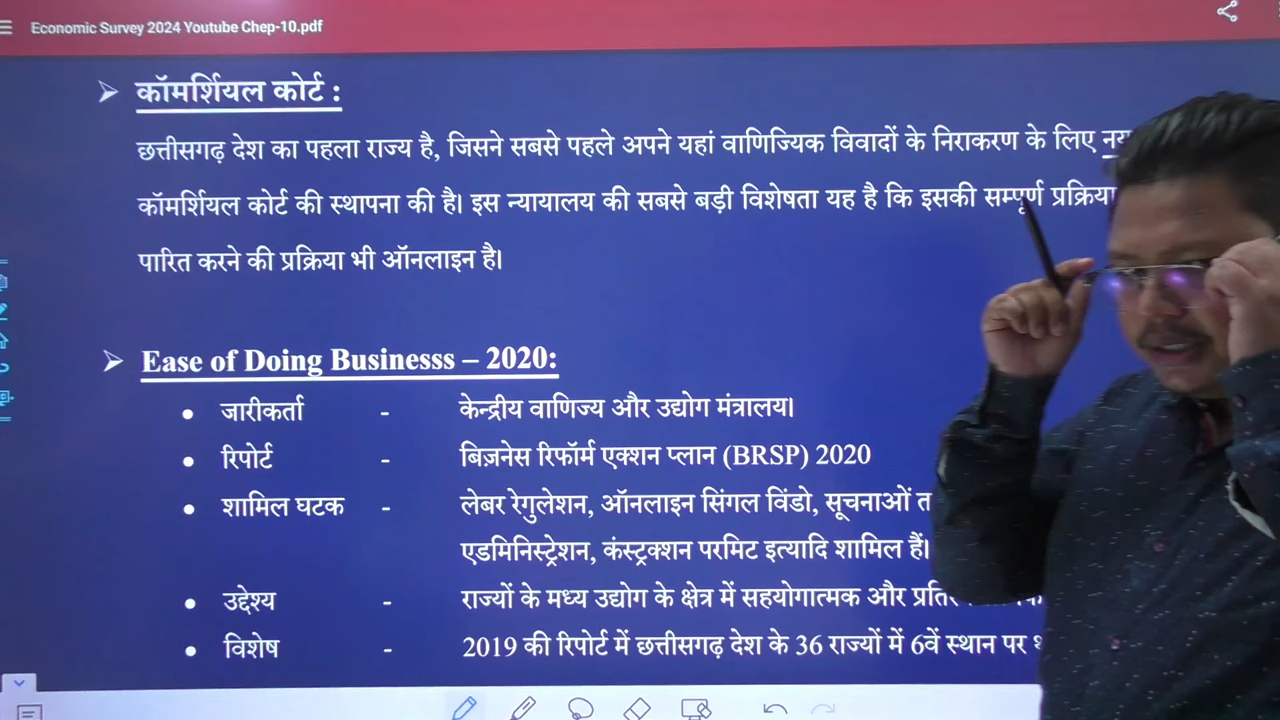 Economic Survey 2024 Youtube Chep-10.pdf
कॉमर्शियल कोर्ट :
छत्तीसगढ़ देश का पहला राज्य है, जिसने सबसे पहले अपने यहां वाणिज्यिक विवादों के निराकरण के लिए
कॉमर्शियल कोर्ट की स्थापना की है। इस न्यायालय की सबसे बड़ी विशेषता यह है कि इसकी सम्पूर्ण प्रक्रिया
पारित करने की प्रक्रिया भी ऑनलाइन है।
Ease of Doing Businesss – 2020:
जारीकर्ता - केन्द्रीय वाणिज्य और उद्योग मंत्रालय।
रिपोर्ट - बिज़नेस रिफॉर्म एक्शन प्लान (BRSP) 2020
शामिल घटक - लेबर रेगुलेशन, ऑनलाइन सिंगल विंडो, सूचनाओं
एडमिनिस्ट्रेशन, कंस्ट्रक्शन परमिट इत्यादि शामिल हैं।
उद्देश्य - राज्यों के मध्य उद्योग के क्षेत्र में सहयोगात्मक और
विशेष - 2019 की रिपोर्ट में छत्तीसगढ़ देश के 36 राज्यों में 6वें स्थान पर